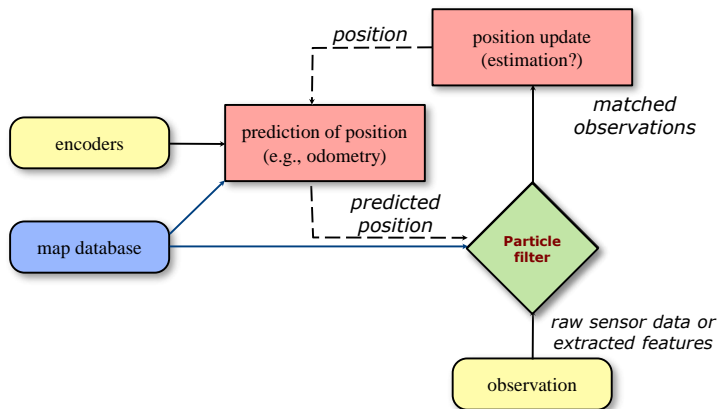 position
position update
(estimation?)
matched
observations
encoders
prediction of position
(e.g., odometry)
predicted
position
map database
Particle
filter
raw sensor data or
extracted features
observation